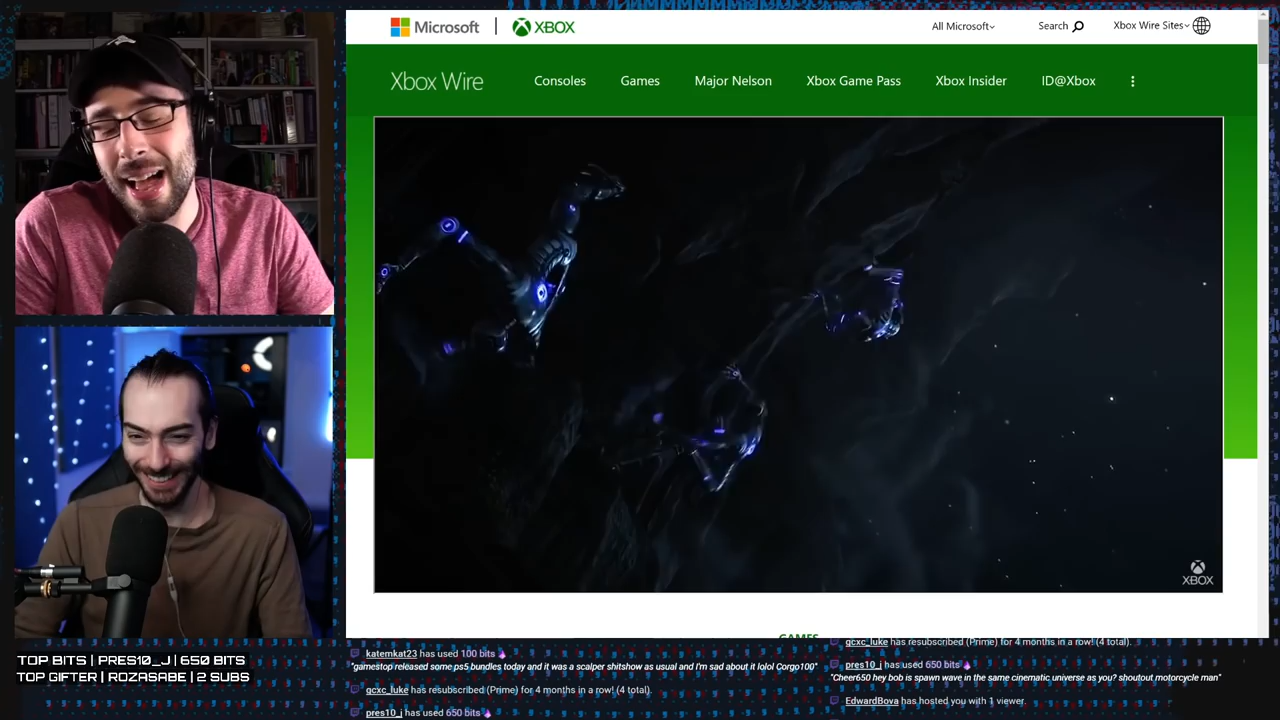 Microsoft | XBOX
All Microsoft
Search
Xbox Wire Sites
Xbox Wire
Consoles
Games
Major Nelson
Xbox Game Pass
Xbox Insider
ID@Xbox
XBOX
GAMES
TOP BITS | PRES10_J | 650 BITS
TOP GIFTER | ROZASABE | 2 SUBS
katemkat23 has used 100 bits
"gamestop released some ps5 bundles today and it was a scalper shitshow as usual and I'm sad about it lolol Corgo100"
gcxc_luke has resubscribed (Prime) for 4 months in a row! (4 total).
pres10_j has used 650 bits
gcxc_luke has resubscribed (Prime) for 4 months in a row! (4 total).
pres10_j has used 650 bits
"Cheer650 hey bob is spawn wave in the same cinematic universe as you? shoutout motorcycle man"
EdwardBova has hosted you with 1 viewer.